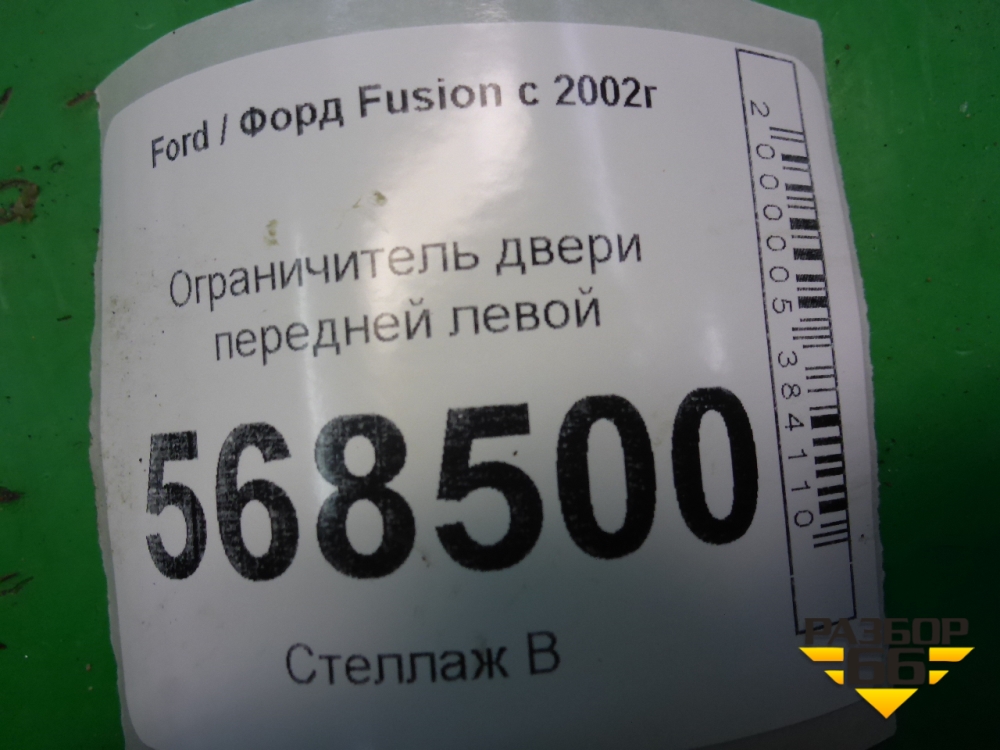 Ford / Форд Fusion с 2002г
Ограничитель двери
передней левой
568500
Стеллаж В
2000005384110
РАЗБОР
66